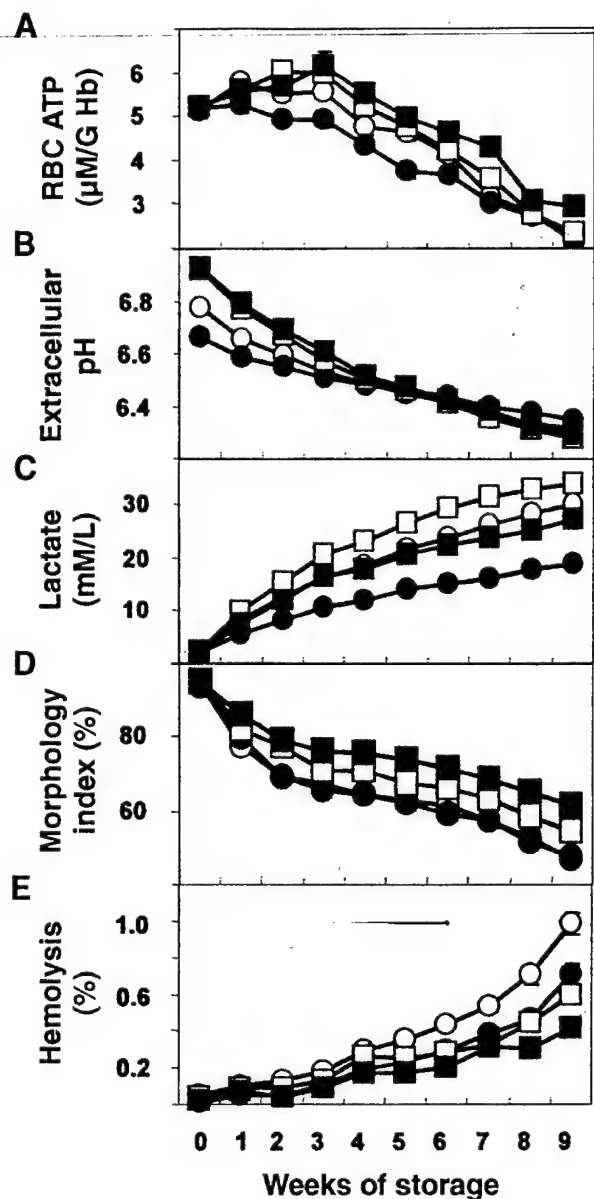 A
RBC ATP
(µM/G Hb)
6
5
4
3
B
Extracellular
pH
6.8
6.6
6.4
C
Lactate
(mM/L)
30
20
10
D
Morphology
index (%)
80
60
E
Hemolysis
(%)
1.0
0.6
0.2
0 1 2 3 4 5 6 7 8 9
Weeks of storage